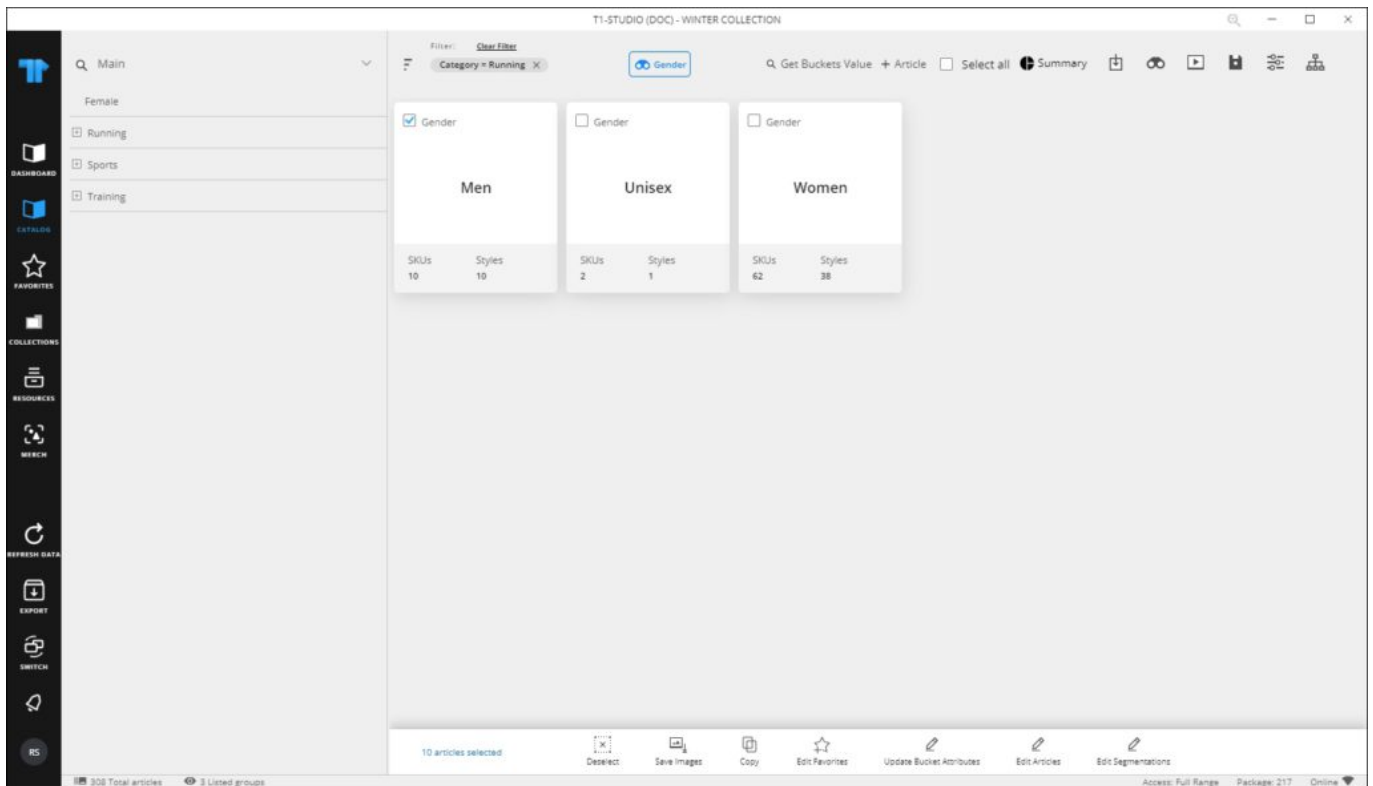 T1-STUDIO (DOC) - WINTER COLLECTION
Main
Female
Running
Sports
Training
DASHBOARD
CATALOG
FAVORITES
COLLECTIONS
RESOURCES
MERCH
REFRESH DATA
EXPORT
SWITCH
RS
Filter: Clear Filter
Category = Running
Gender
Get Buckets Value + Article Select all Summary
Gender Gender Gender
Men Unisex Women
SKUs Styles SKUs Styles SKUs Styles
10 10 2 1 62 38
10 articles selected
Deselect Save Images Copy Edit Favorites Update Bucket Attributes Edit Articles Edit Segmentations
308 Total articles 3 Listed groups Access: Full Range Package: 217 Online